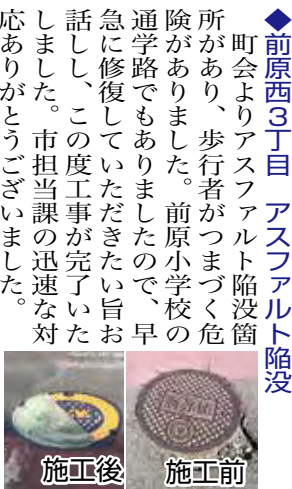 ◆前原西3丁目 アスファルト陥没
町会よりアスファルト陥没箇
所があり、歩行者がつまづく危
険がありました。前原小学校の
通学路でもありましたので、早
急に修復していただきたい旨お
話しし、この度工事が完了いた
しました。市担当課の迅速な対
応ありがとうございました。
施工前
施工後